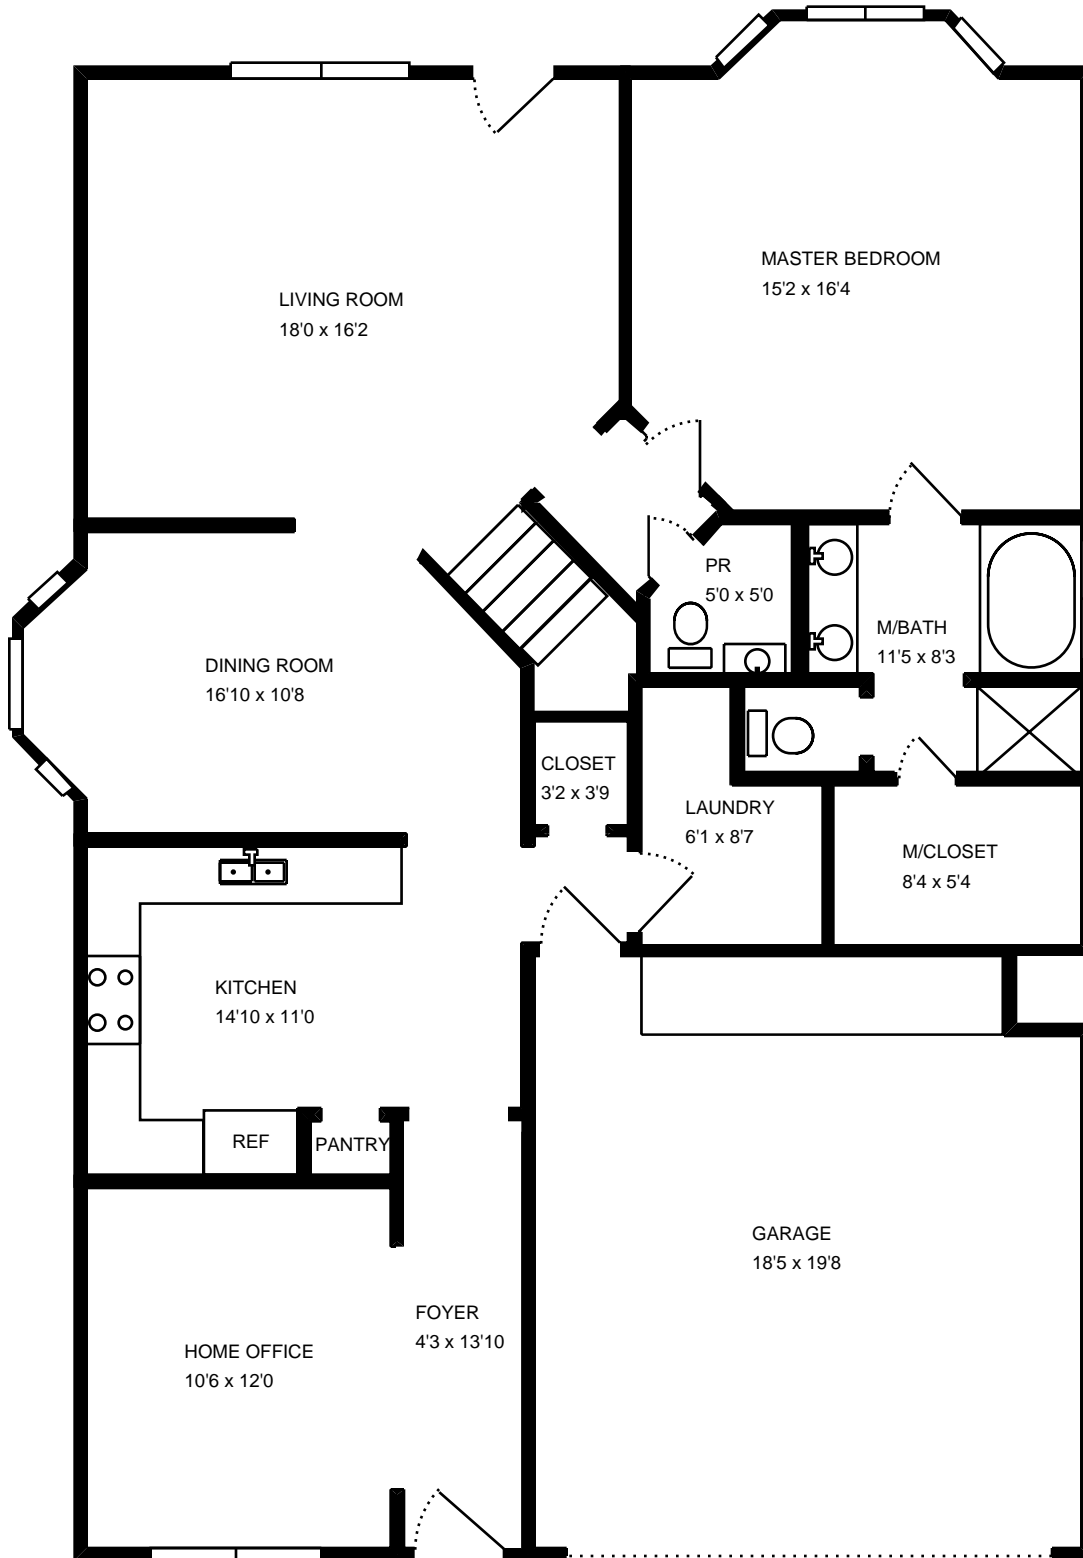 MASTER BEDROOM
15'2 x 16'4
LIVING ROOM
18'0 x 16'2
PR
5'0 x 5'0
M/BATH
11'5 x 8'3
DINING ROOM
16'10 x 10'8
CLOSET
3'2 x 3'9
LAUNDRY
6'1 x 8'7
M/CLOSET
8'4 x 5'4
KITCHEN
14'10 x 11'0
REF
PANTRY
GARAGE
18'5 x 19'8
FOYER
4'3 x 13'10
HOME OFFICE
10'6 x 12'0